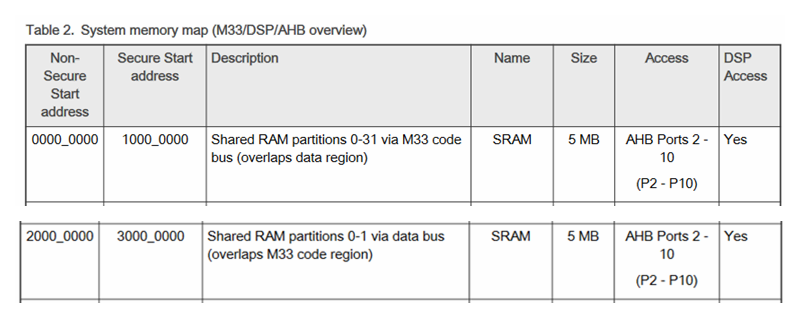 Table 2. System memory map (M33/DSP/AHB overview)
Non-
Secure
Start
address
Secure Start
address
Description
Name
Size
Access
DSP
Access
0000_0000
1000_0000
Shared RAM partitions 0-31 via M33 code
bus (overlaps data region)
SRAM
5 MB
AHB Ports 2 -
10
(P2 - P10)
Yes
2000_0000
3000_0000
Shared RAM partitions 0-1 via data bus
(overlaps M33 code region)
SRAM
5 MB
AHB Ports 2 -
10
(P2 - P10)
Yes